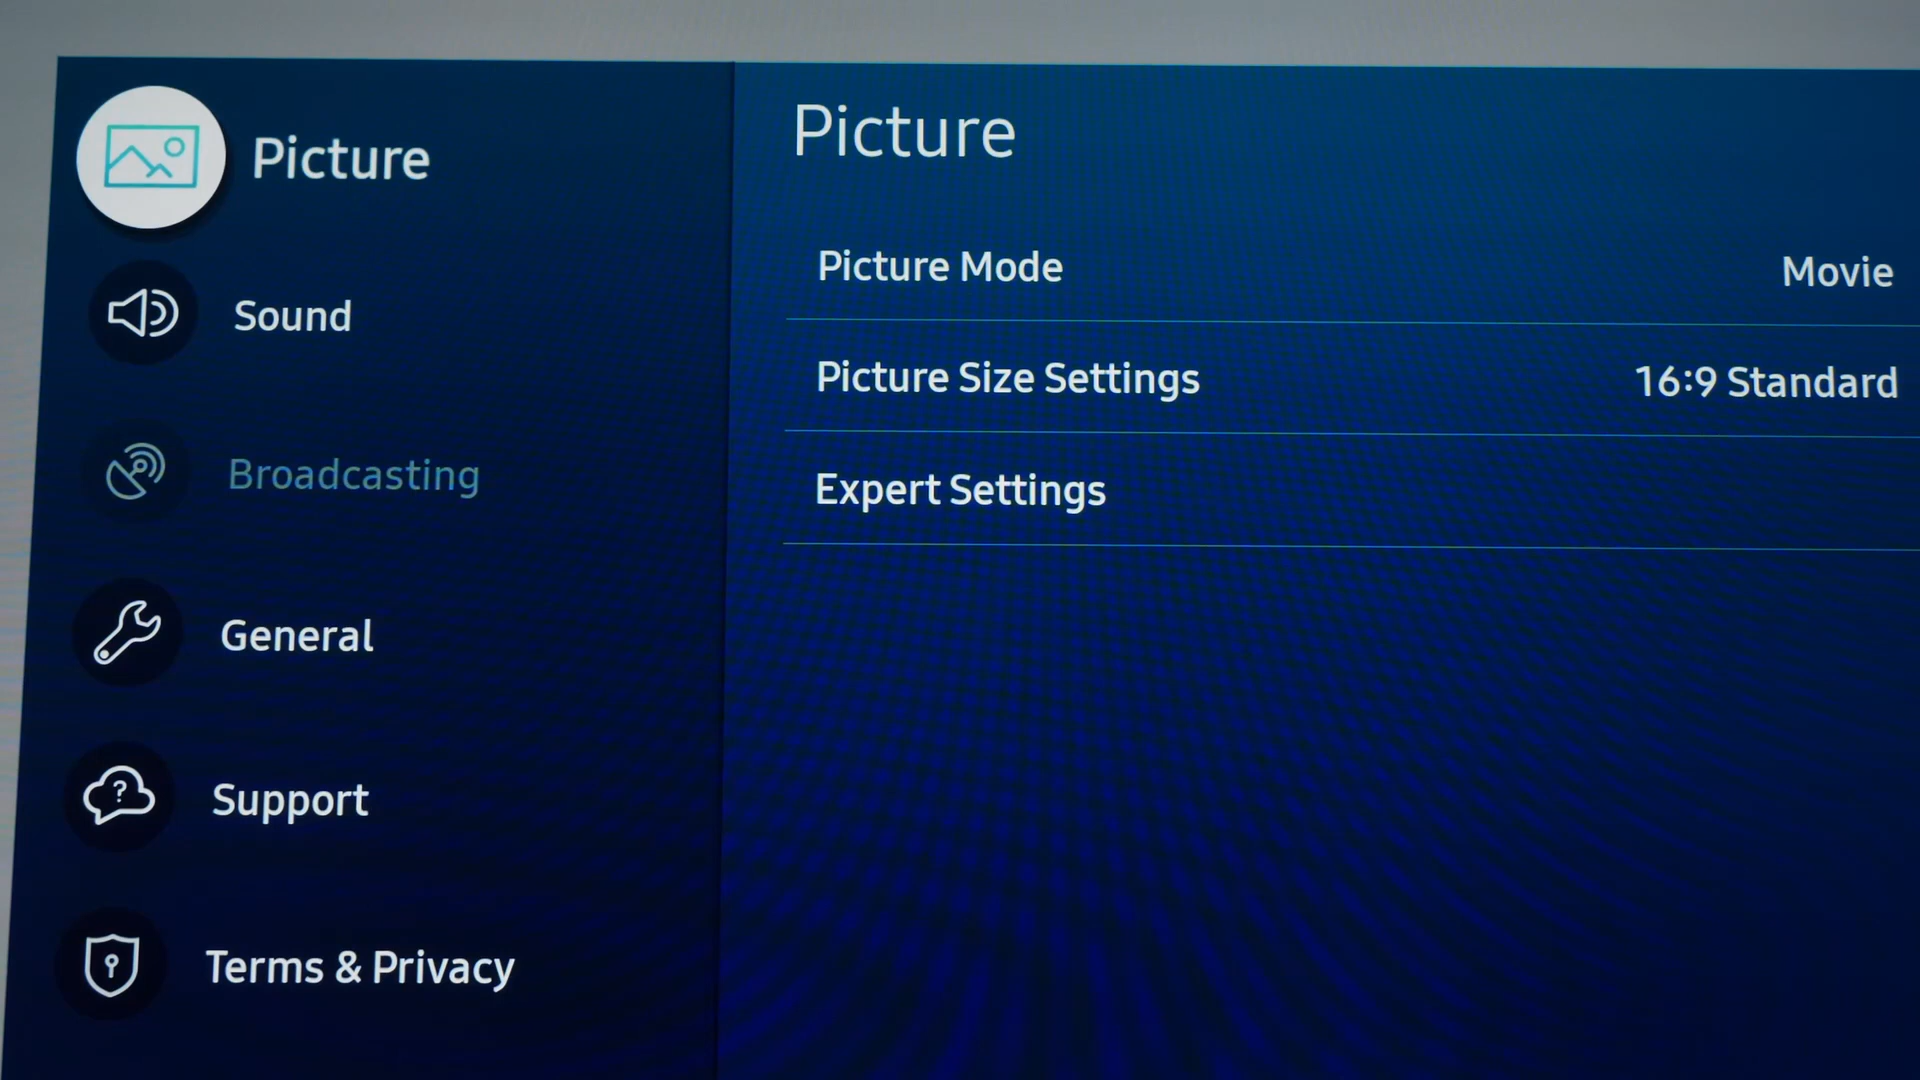 Picture
Sound
Broadcasting
General
Support
Terms & Privacy
Picture
Picture Mode Movie
Picture Size Settings 16:9 Standard
Expert Settings